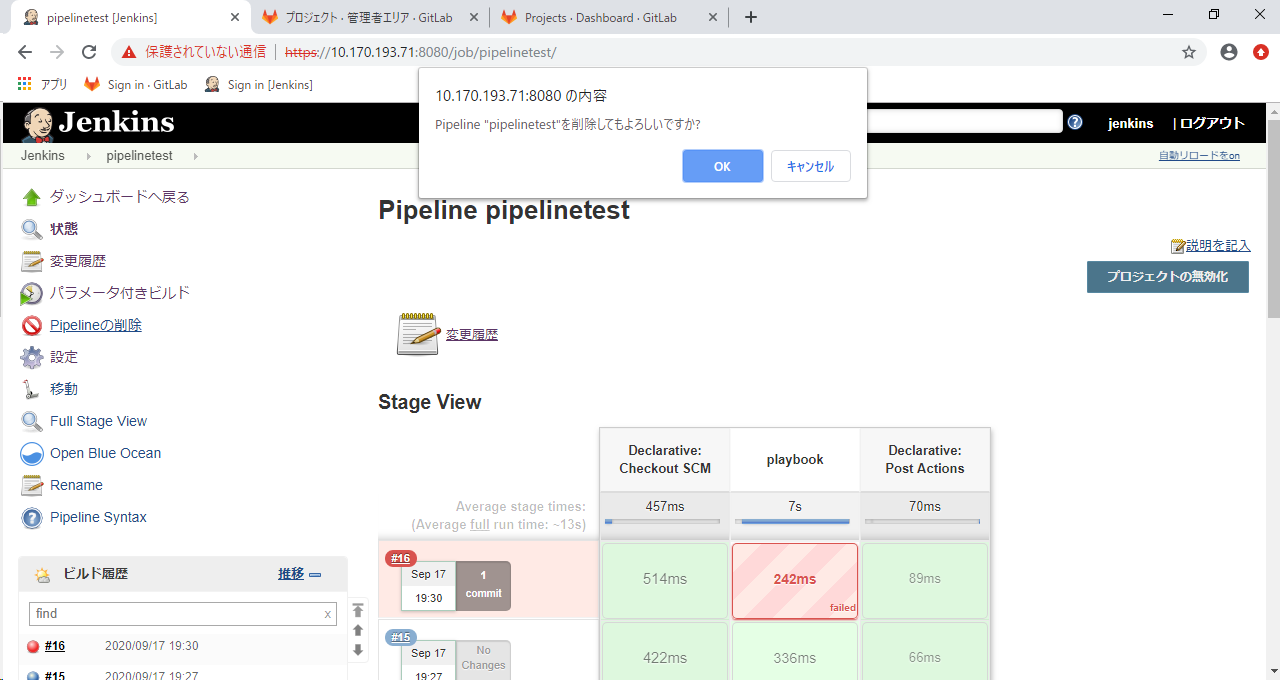 pipelinetest [Jenkins]
プロジェクト · 管理者エリア · GitLab
Projects · Dashboard · GitLab
保護されていない通信
https://10.170.193.71:8080/job/pipelinetest/
アプリ
Sign in · GitLab
Sign in [Jenkins]
10.170.193.71:8080 の内容
Pipeline "pipelinetest"を削除してもよろしいですか?
OK
キャンセル
Jenkins
jenkins
| ログアウト
Jenkins
pipelinetest
自動リロードをon
ダッシュボードへ戻る
状態
変更履歴
パラメータ付きビルド
Pipelineの削除
設定
移動
Full Stage View
Open Blue Ocean
Rename
Pipeline Syntax
ビルド履歴
推移
find
x
#16
2020/09/17 19:30
#15
2020/09/17 19:27
Pipeline pipelinetest
説明を記入
プロジェクトの無効化
変更履歴
Stage View
Declarative:
Checkout SCM
playbook
Declarative:
Post Actions
Average stage times:
(Average full run time: ~13s)
457ms
7s
70ms
#16
Sep 17
19:30
1
commit
514ms
242ms
failed
89ms
#15
Sep 17
19:27
No
Changes
422ms
336ms
66ms